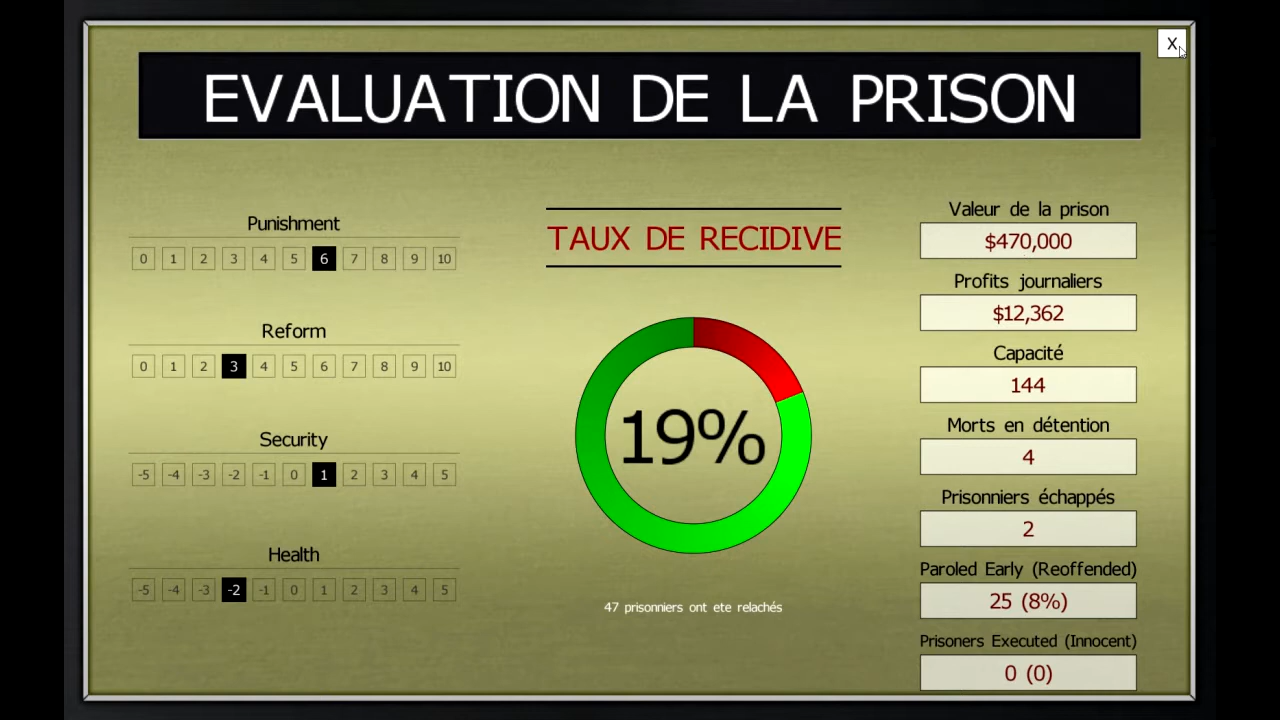 X
EVALUATION DE LA PRISON
Punishment
0 1 2 3 4 5 6 7 8 9 10
Reform
0 1 2 3 4 5 6 7 8 9 10
Security
-5 -4 -3 -2 -1 0 1 2 3 4 5
Health
-5 -4 -3 -2 -1 0 1 2 3 4 5
TAUX DE RECIDIVE
19%
47 prisonniers ont ete relachés
Valeur de la prison
$470,000
Profits journaliers
$12,362
Capacité
144
Morts en détention
4
Prisonniers échappés
2
Paroled Early (Reoffended)
25 (8%)
Prisoners Executed (Innocent)
0 (0)